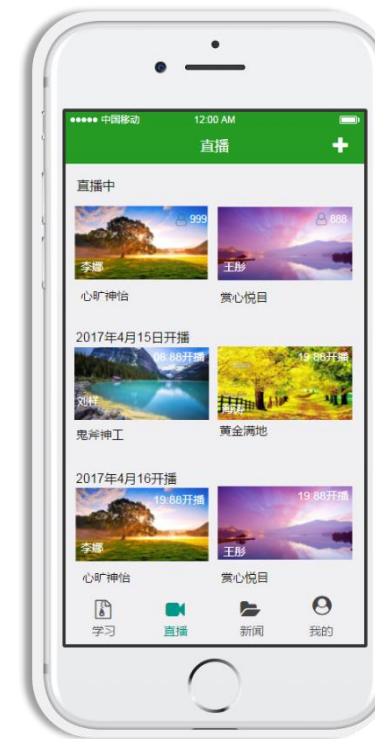 中国移动 12:00 AM
直播
直播中
999 888
李娜 王彤
心旷神怡 赏心悦目
2017年4月15日开播
08:88开播 19:88开播
鬼斧神工 黄金满地
2017年4月16开播
19:88开播 19:88开播
李娜 王彤
心旷神怡 赏心悦目
学习 直播 新闻 我的